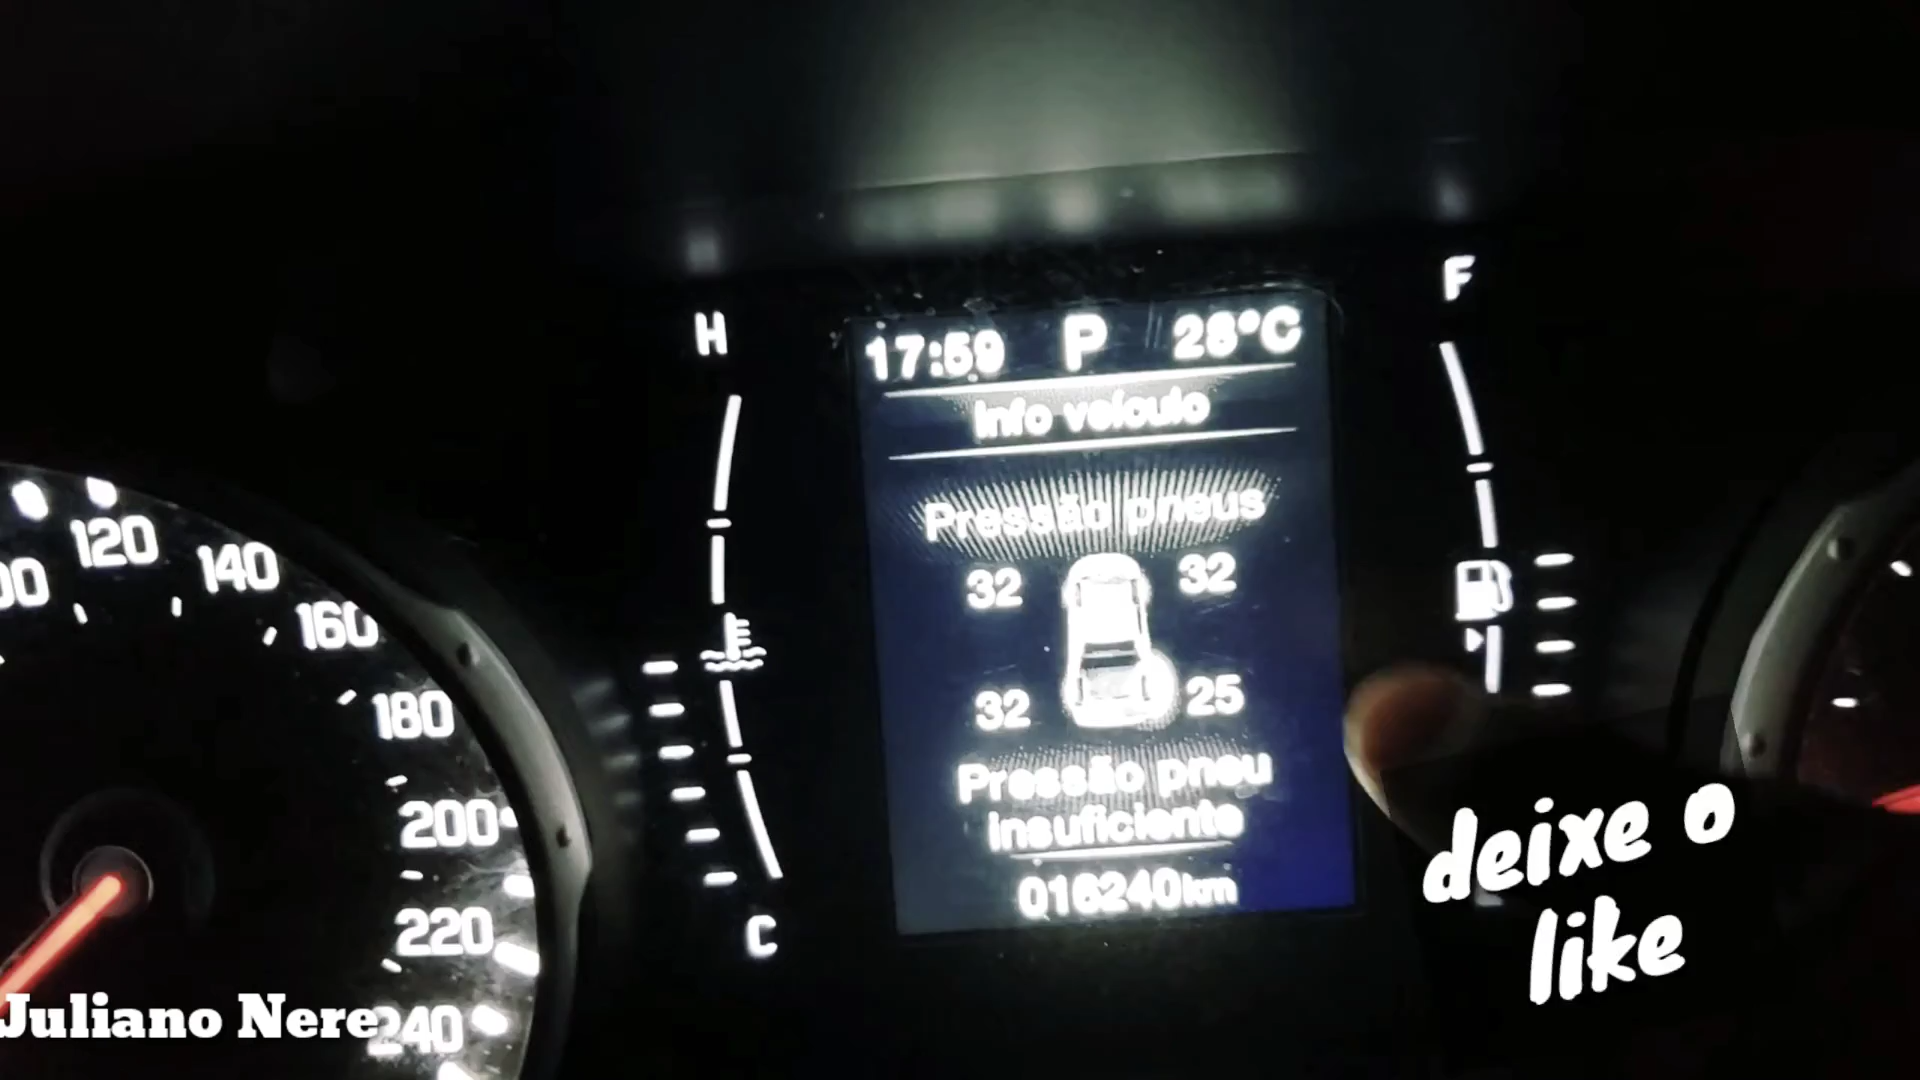 H
F
17:59 P 28°C
Info veículo
Pressão pneus
32 32
32 25
Pressão pneu
insuficiente
016240km
C
120
140
160
180
200
220
240
deixe o
like
Juliano Nere